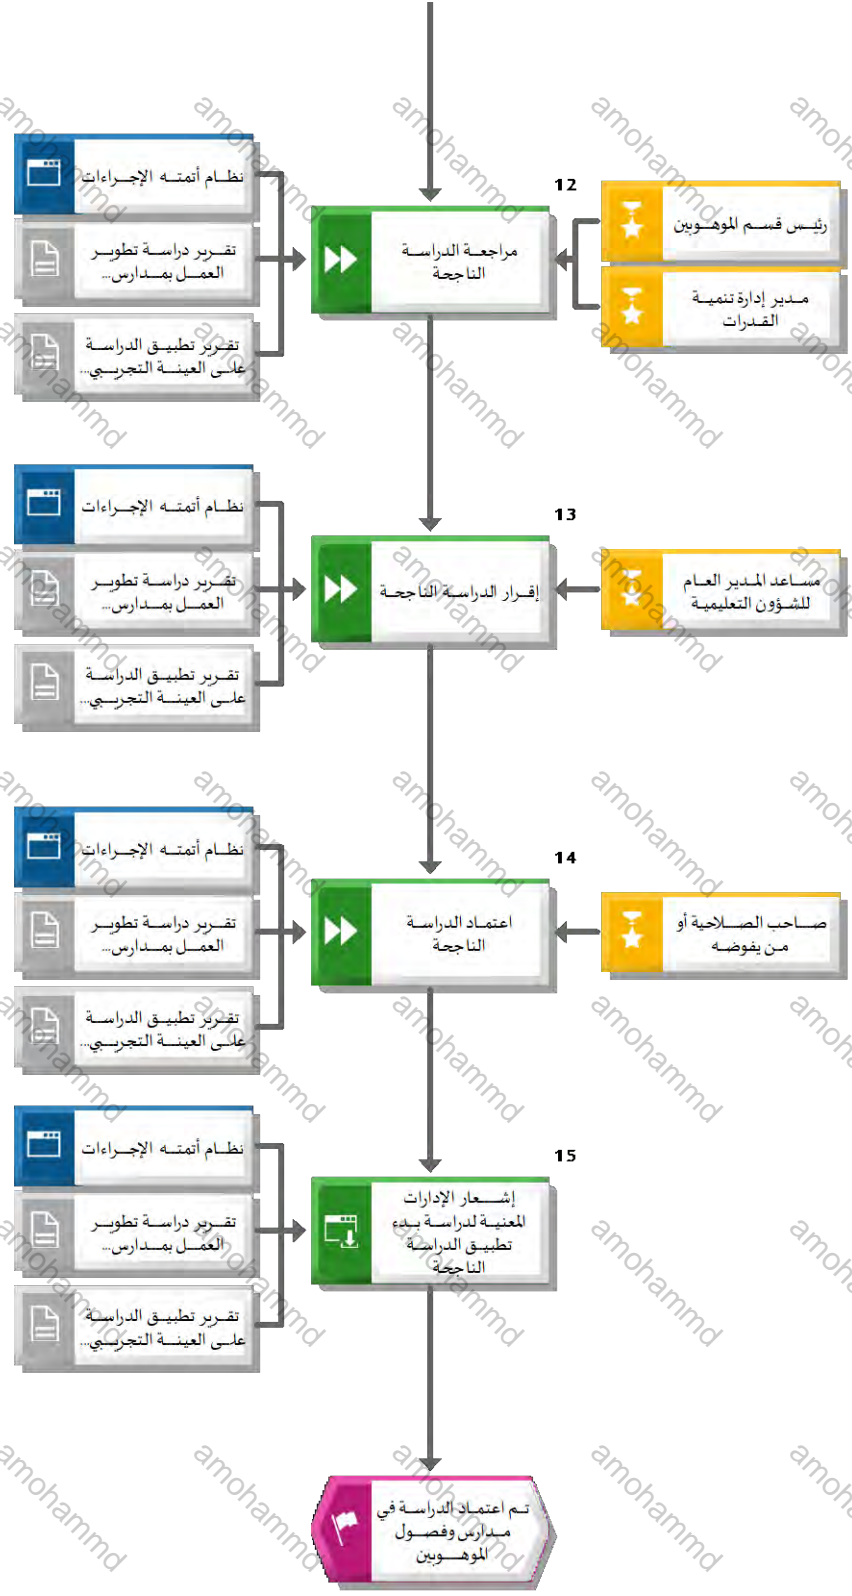 12
رئيس قسم الموهوبين
مدير إدارة تنمية
القدرات
مراجعة الدراسة
الناجحة
نظام أتمته الإجراءات
تقرير دراسة تطوير
العمل بمدارس...
تقرير تطبيق الدراسة
على العينة التجريبي...
13
مساعد المدير العام
للشؤون التعليمية
إقرار الدراسة الناجحة
نظام أتمته الإجراءات
تقرير دراسة تطوير
العمل بمدارس...
تقرير تطبيق الدراسة
على العينة التجريبي...
14
صاحب الصلاحية أو
من يفوضه
اعتماد الدراسة
الناجحة
نظام أتمته الإجراءات
تقرير دراسة تطوير
العمل بمدارس...
تقرير تطبيق الدراسة
على العينة التجريبي...
15
إشعار الإدارات
المعنية لدراسة بدء
تطبيق الدراسة
الناجحة
نظام أتمته الإجراءات
تقرير دراسة تطوير
العمل بمدارس...
تقرير تطبيق الدراسة
على العينة التجريبي...
تم اعتماد الدراسة في
مدارس وفصول
الموهوبين
amohammd